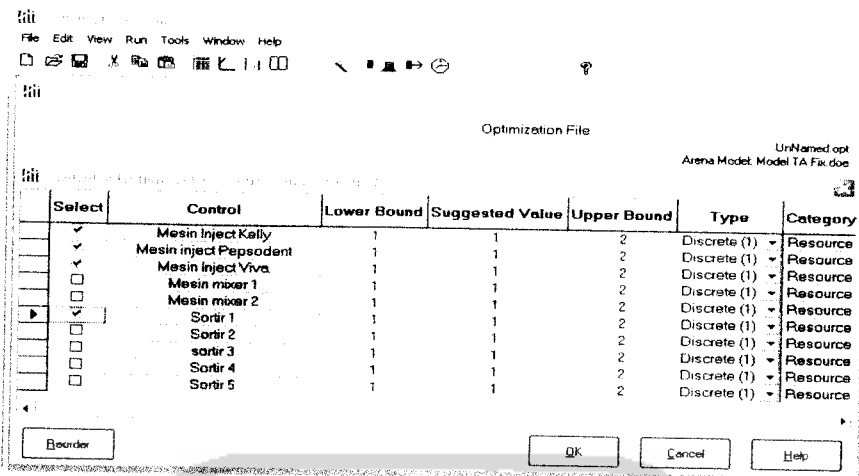 File Edit View Run Tools Window Help
Optimization File
UnNamed.opt
Arena Model: Model TA Fix.doe
Select Control Lower Bound Suggested Value Upper Bound Type Category
Mesin Inject Kelly 1 1 2 Discrete (1) Resource
Mesin inject Pepsodent 1 1 2 Discrete (1) Resource
Mesin Inject Viva 1 1 2 Discrete (1) Resource
Mesin mixer 1 1 1 2 Discrete (1) Resource
Mesin mixer 2 1 1 2 Discrete (1) Resource
Sortir 1 1 1 2 Discrete (1) Resource
Sortir 2 1 1 2 Discrete (1) Resource
sortir 3 1 1 2 Discrete (1) Resource
Sortir 4 1 1 2 Discrete (1) Resource
Sortir 5 1 1 2 Discrete (1) Resource
Reorder OK Cancel Help